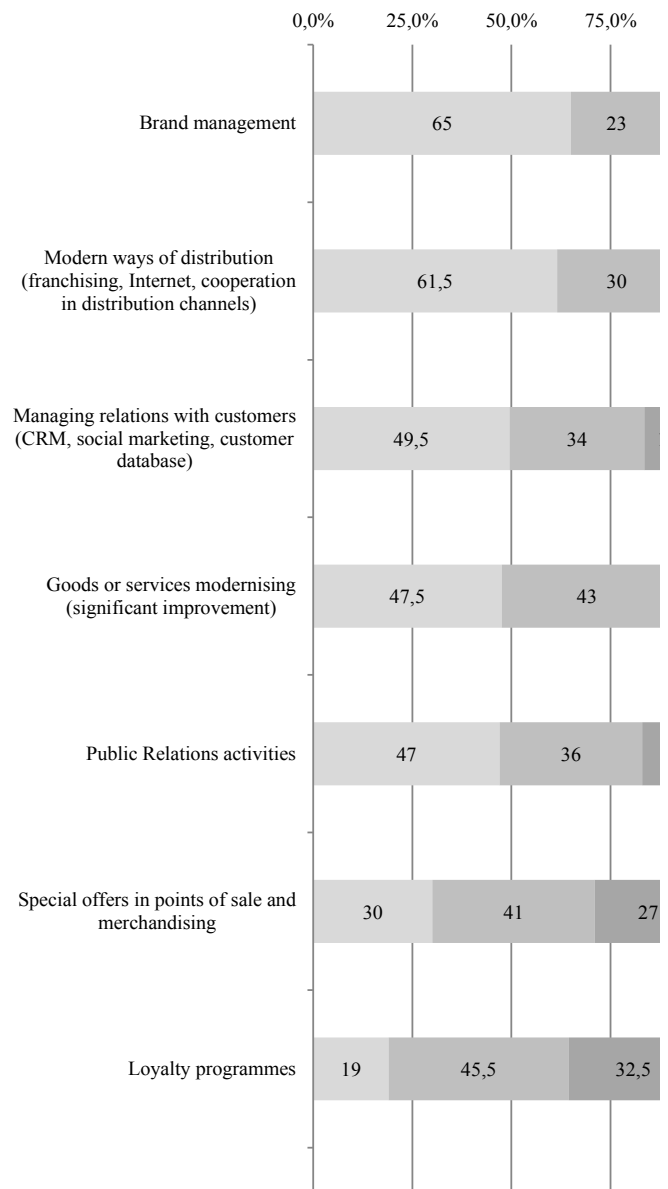 0,0% 25,0% 50,0% 75,0%
Brand management
65 23
Modern ways of distribution
(franchising, Internet, cooperation
in distribution channels)
61,5 30
Managing relations with customers
(CRM, social marketing, customer
database)
49,5 34
Goods or services modernising
(significant improvement)
47,5 43
Public Relations activities
47 36
Special offers in points of sale and
merchandising
30 41 27
Loyalty programmes
19 45,5 32,5